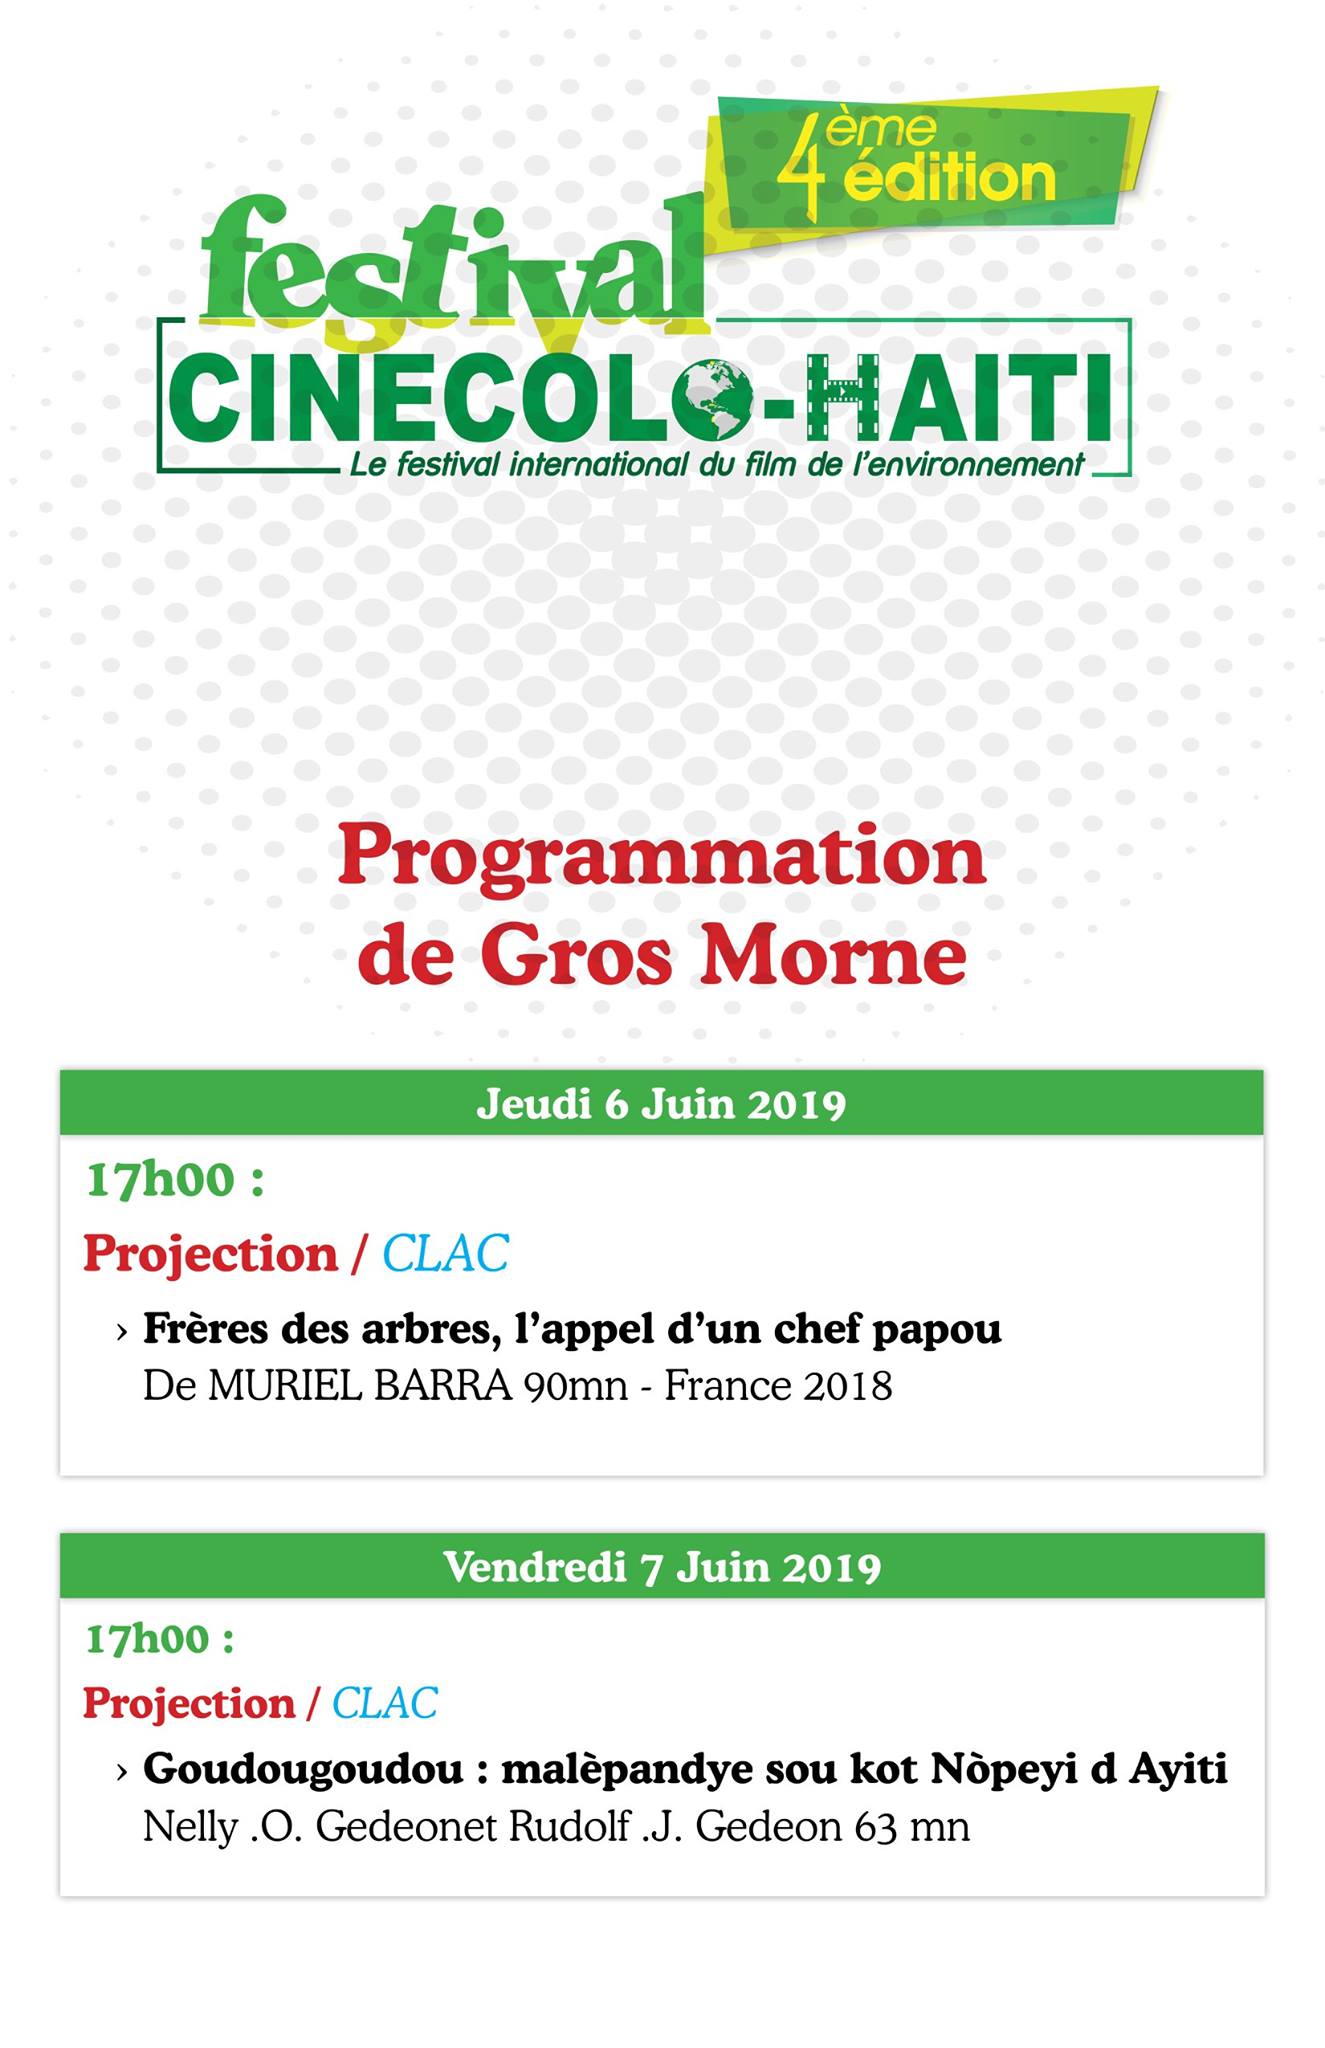 4ème édition
festival
CINECOLO-HAITI
Le festival international du film de l'environnement
Programmation
de Gros Morne
Jeudi 6 Juin 2019
17h00 :
Projection / CLAC
› Frères des arbres, l’appel d’un chef papou
De MURIEL BARRA 90mn - France 2018
Vendredi 7 Juin 2019
17h00 :
Projection / CLAC
› Goudougoudou : malèpandye sou kot Nòpeyi d Ayiti
Nelly .O. Gedeonet Rudolf .J. Gedeon 63 mn